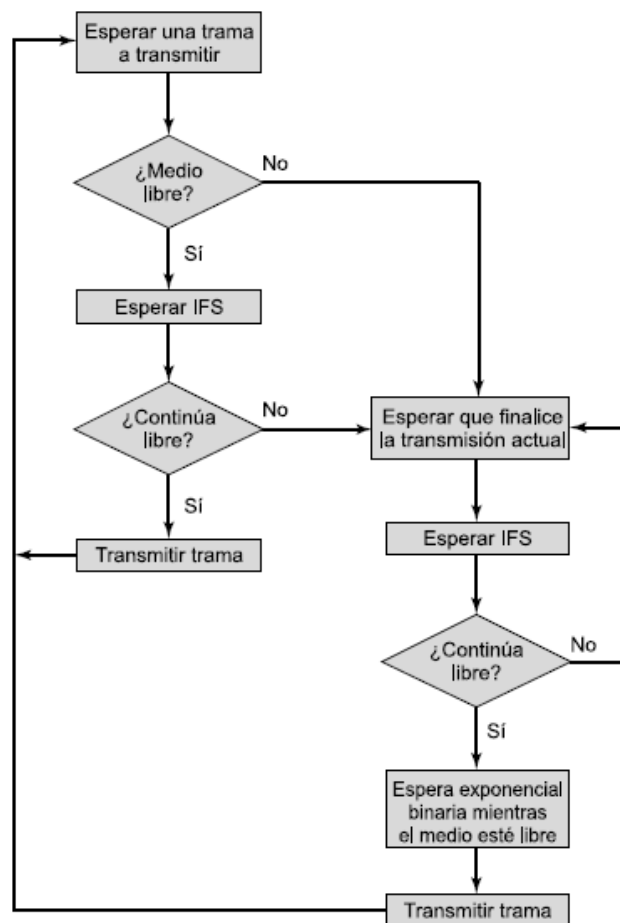 Esperar una trama
a transmitir
¿Medio
libre?
No
Sí
Esperar IFS
¿Continúa
libre?
No
Sí
Transmitir trama
Esperar que finalice
la transmisión actual
Esperar IFS
¿Continúa
libre?
No
Sí
Espera exponencial
binaria mientras
el medio esté libre
Transmitir trama